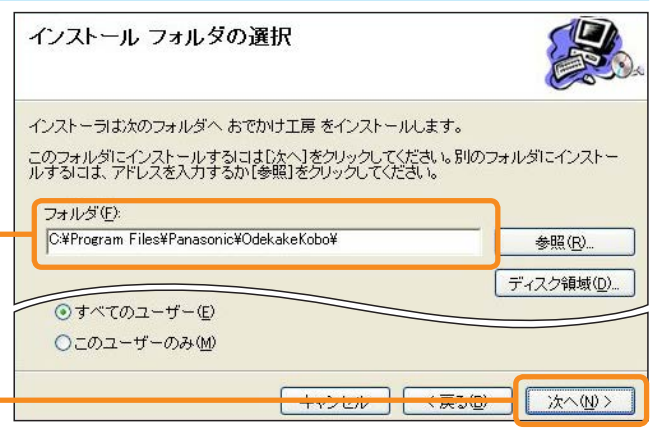 インストール フォルダの選択
インストーラは次のフォルダへ おでかけ工房 をインストールします。
このフォルダにインストールするには[次へ]をクリックしてください。別のフォルダにインストー
ルするには、アドレスを入力するか[参照]をクリックしてください。
フォルダ(F):
C:¥Program Files¥Panasonic¥OdekakeKobo¥
参照(R)...
ディスク領域(D)...
すべてのユーザー(E)
このユーザーのみ(M)
キャンセル
< 戻る(B)
次へ(N) >